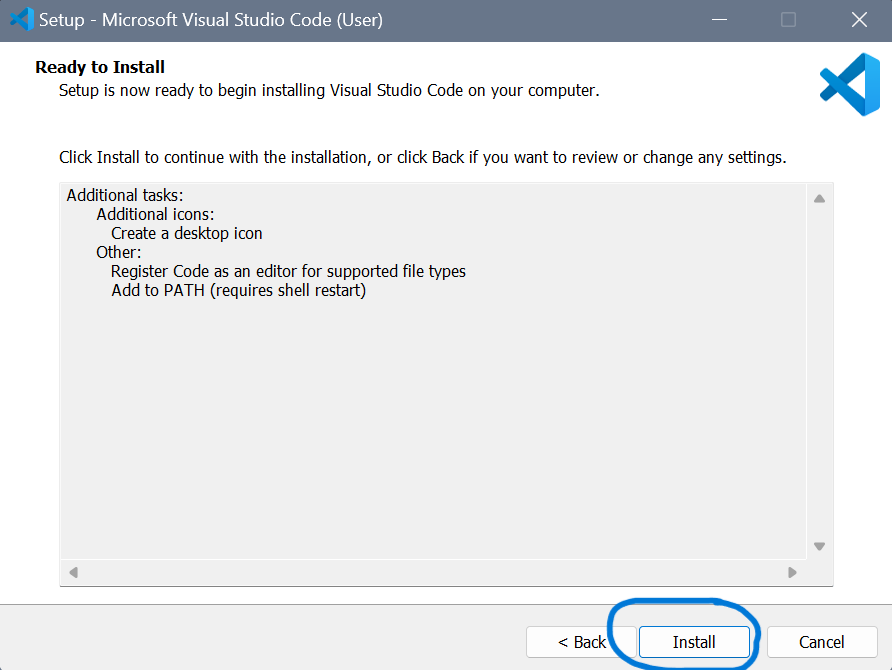 Setup - Microsoft Visual Studio Code (User)
Ready to Install
Setup is now ready to begin installing Visual Studio Code on your computer.
Click Install to continue with the installation, or click Back if you want to review or change any settings.
Additional tasks:
Additional icons:
Create a desktop icon
Other:
Register Code as an editor for supported file types
Add to PATH (requires shell restart)
< Back
Install
Cancel